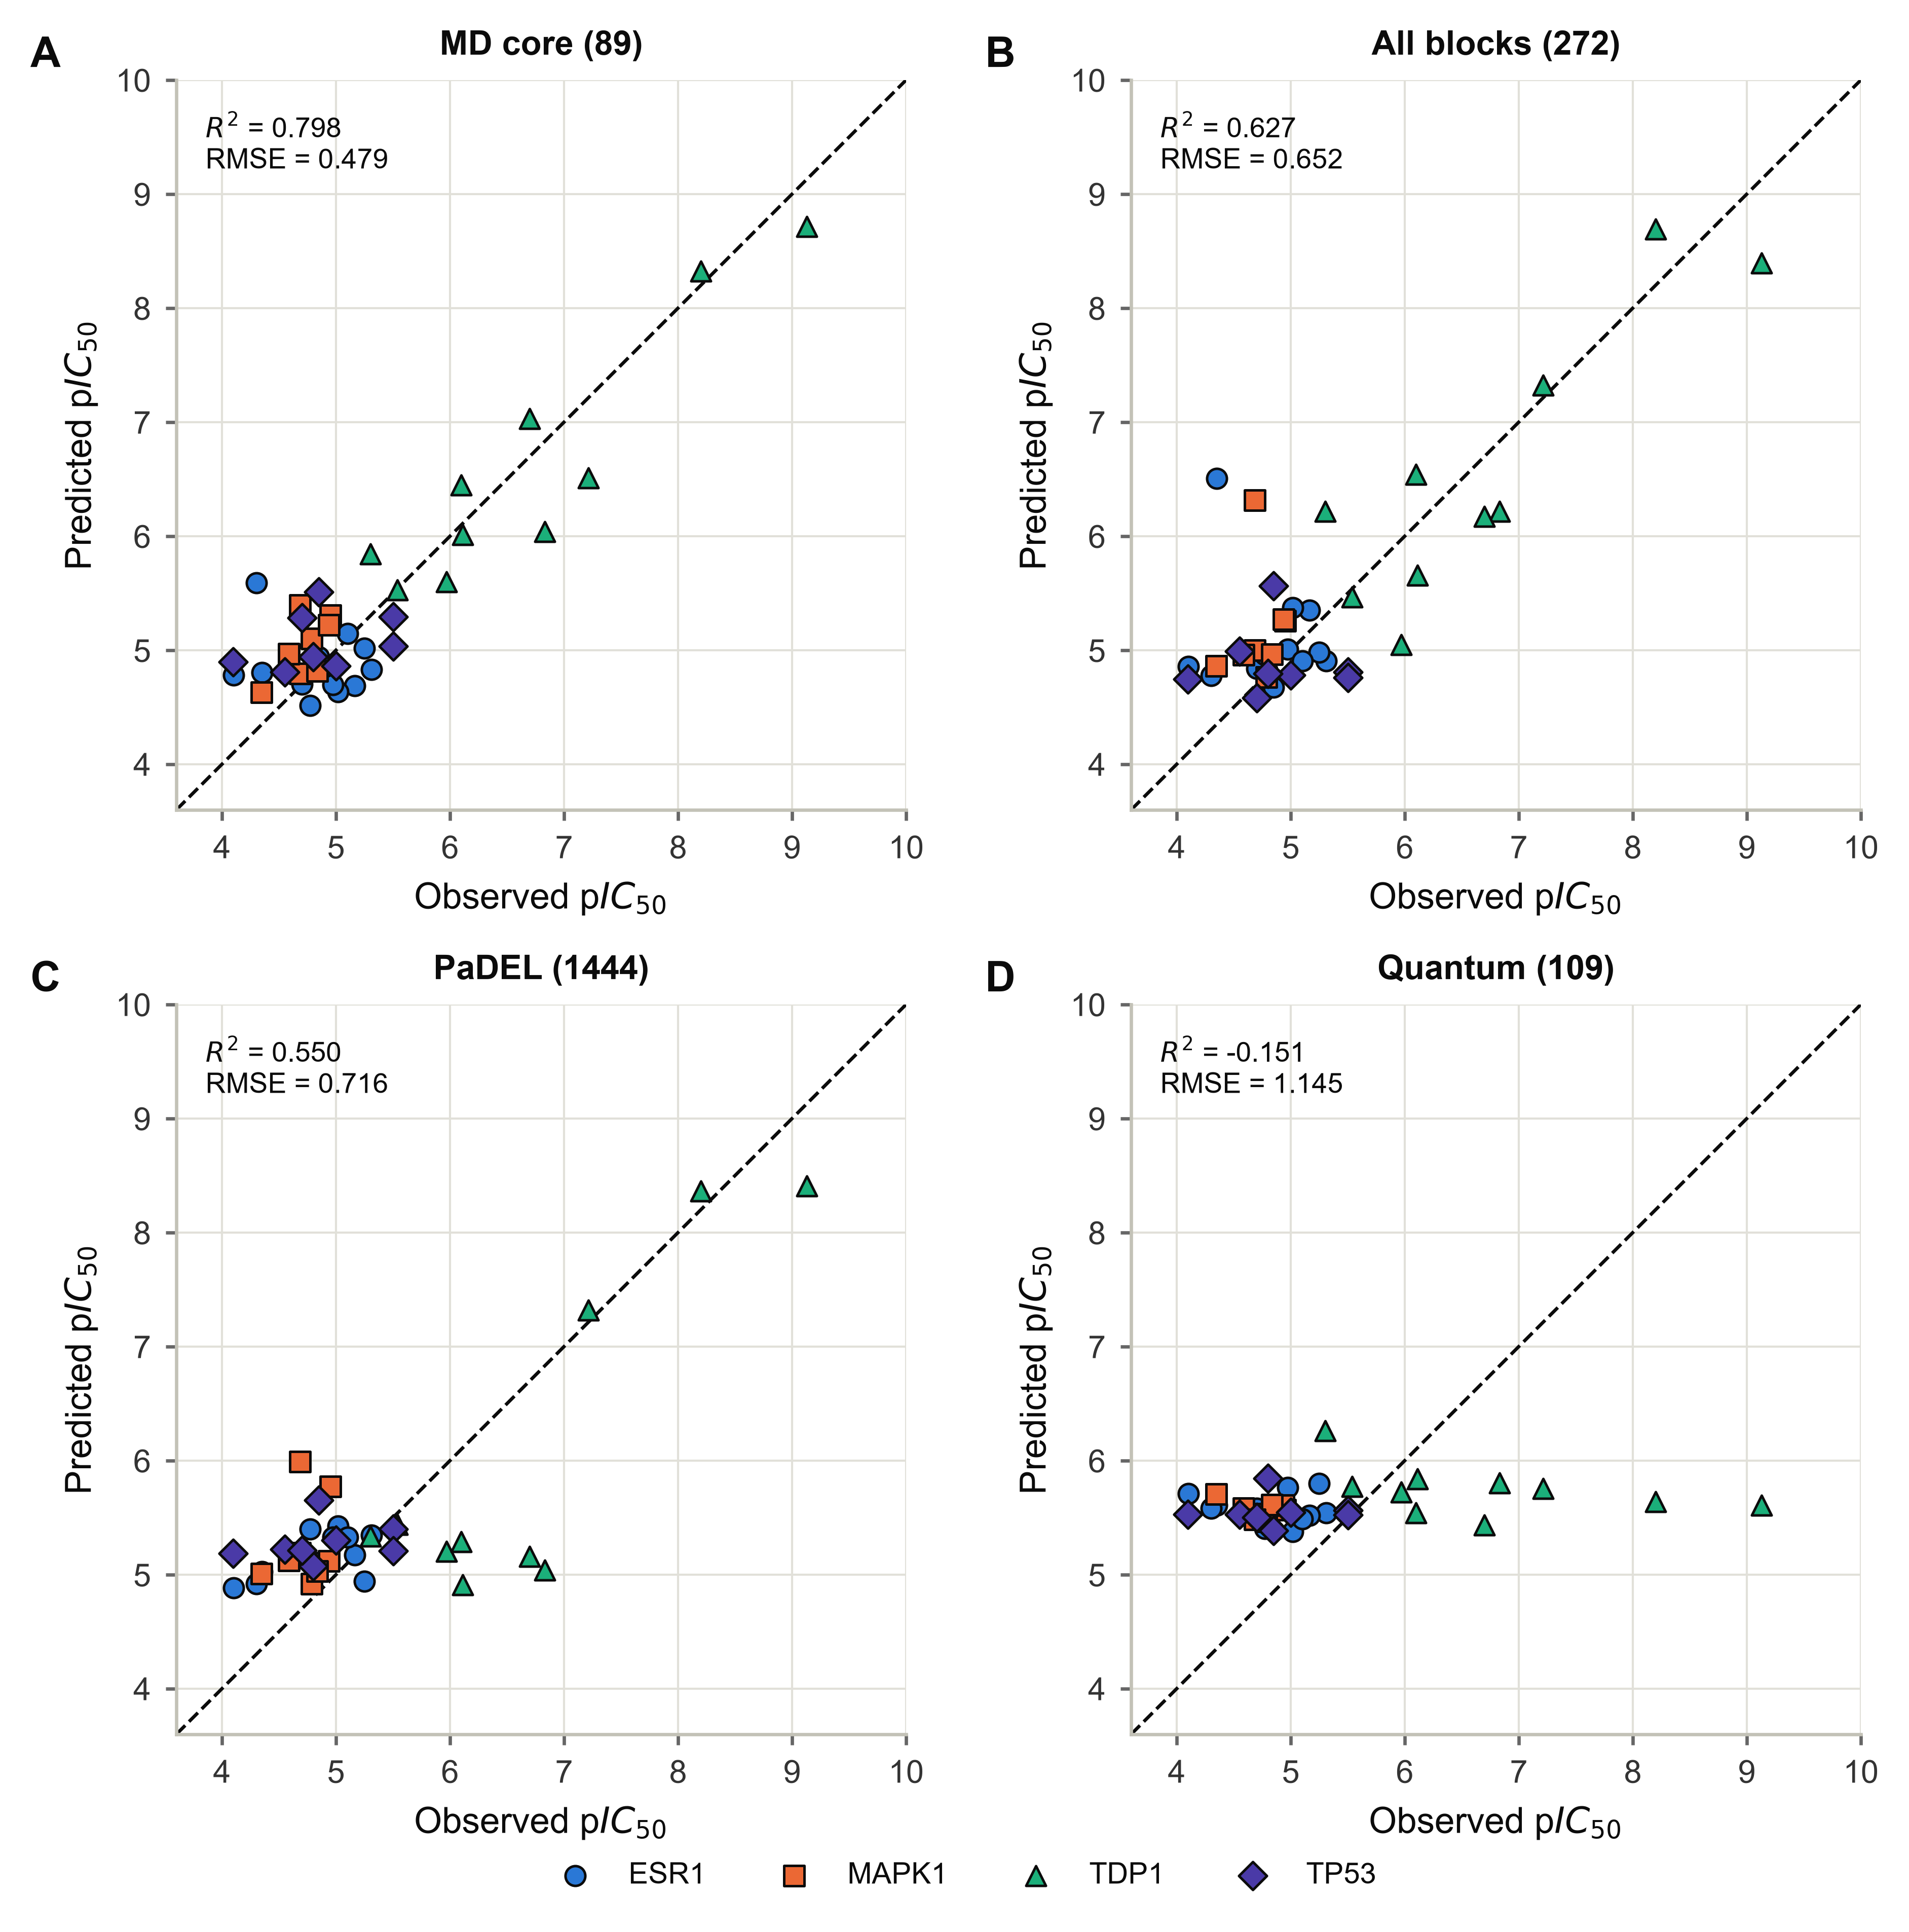 A
MD core (89)
R² = 0.798
RMSE = 0.479
Predicted pIC₅₀
10
9
8
7
6
5
4
4 5 6 7 8 9 10
Observed pIC₅₀
B
All blocks (272)
R² = 0.627
RMSE = 0.652
Predicted pIC₅₀
10
9
8
7
6
5
4
4 5 6 7 8 9 10
Observed pIC₅₀
C
PaDEL (1444)
R² = 0.550
RMSE = 0.716
Predicted pIC₅₀
10
9
8
7
6
5
4
4 5 6 7 8 9 10
Observed pIC₅₀
D
Quantum (109)
R² = -0.151
RMSE = 1.145
Predicted pIC₅₀
10
9
8
7
6
5
4
4 5 6 7 8 9 10
Observed pIC₅₀
ESR1 MAPK1 TDP1 TP53